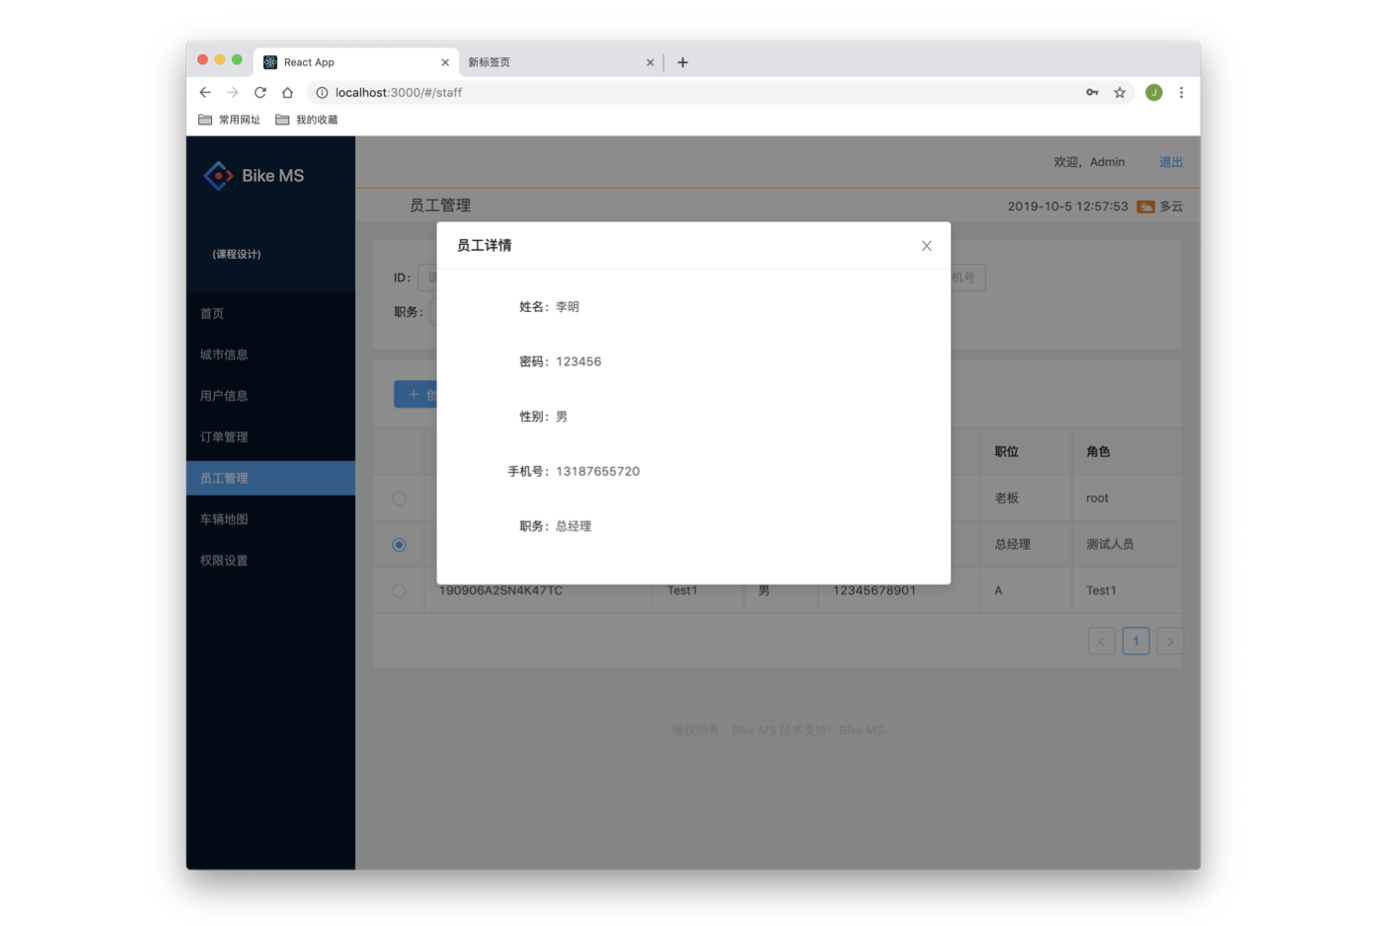 React App
新标签页
localhost:3000/#/staff
J
常用网址 我的收藏
Bike MS
欢迎，Admin 退出
员工管理 2019-10-5 12:57:53 多云
(课程设计)
员工详情
ID：
机号
职务：
姓名：李明
密码：123456
性别：男
手机号：13187655720
职务：总经理
首页
城市信息
用户信息
订单管理
员工管理
车辆地图
权限设置
+ 创
职位 角色
老板 root
总经理 测试人员
190906A2SN4K47TC Test1 男 12345678901 A Test1
< 1 >
版权所有：Bike MS 技术支持：Bike MS